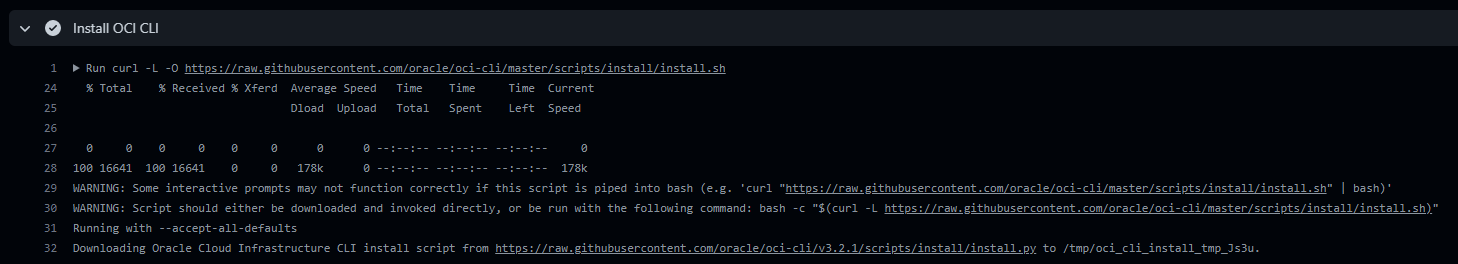 Install OCI CLI
1 Run curl -L -O https://raw.githubusercontent.com/oracle/oci-cli/master/scripts/install/install.sh
24 % Total % Received % Xferd Average Speed Time Time Time Current
25 Dload Upload Total Spent Left Speed
26
27 0 0 0 0 0 0 0 0 --:--:-- --:--:-- --:--:-- 0
28 100 16641 100 16641 0 0 178k 0 --:--:-- --:--:-- --:--:-- 178k
29 WARNING: Some interactive prompts may not function correctly if this script is piped into bash (e.g. 'curl "https://raw.githubusercontent.com/oracle/oci-cli/master/scripts/install/install.sh" | bash)'
30 WARNING: Script should either be downloaded and invoked directly, or be run with the following command: bash -c "$(curl -L https://raw.githubusercontent.com/oracle/oci-cli/master/scripts/install/install.sh)"
31 Running with --accept-all-defaults
32 Downloading Oracle Cloud Infrastructure CLI install script from https://raw.githubusercontent.com/oracle/oci-cli/v3.2.1/scripts/install/install.py to /tmp/oci_cli_install_tmp_Js3u.